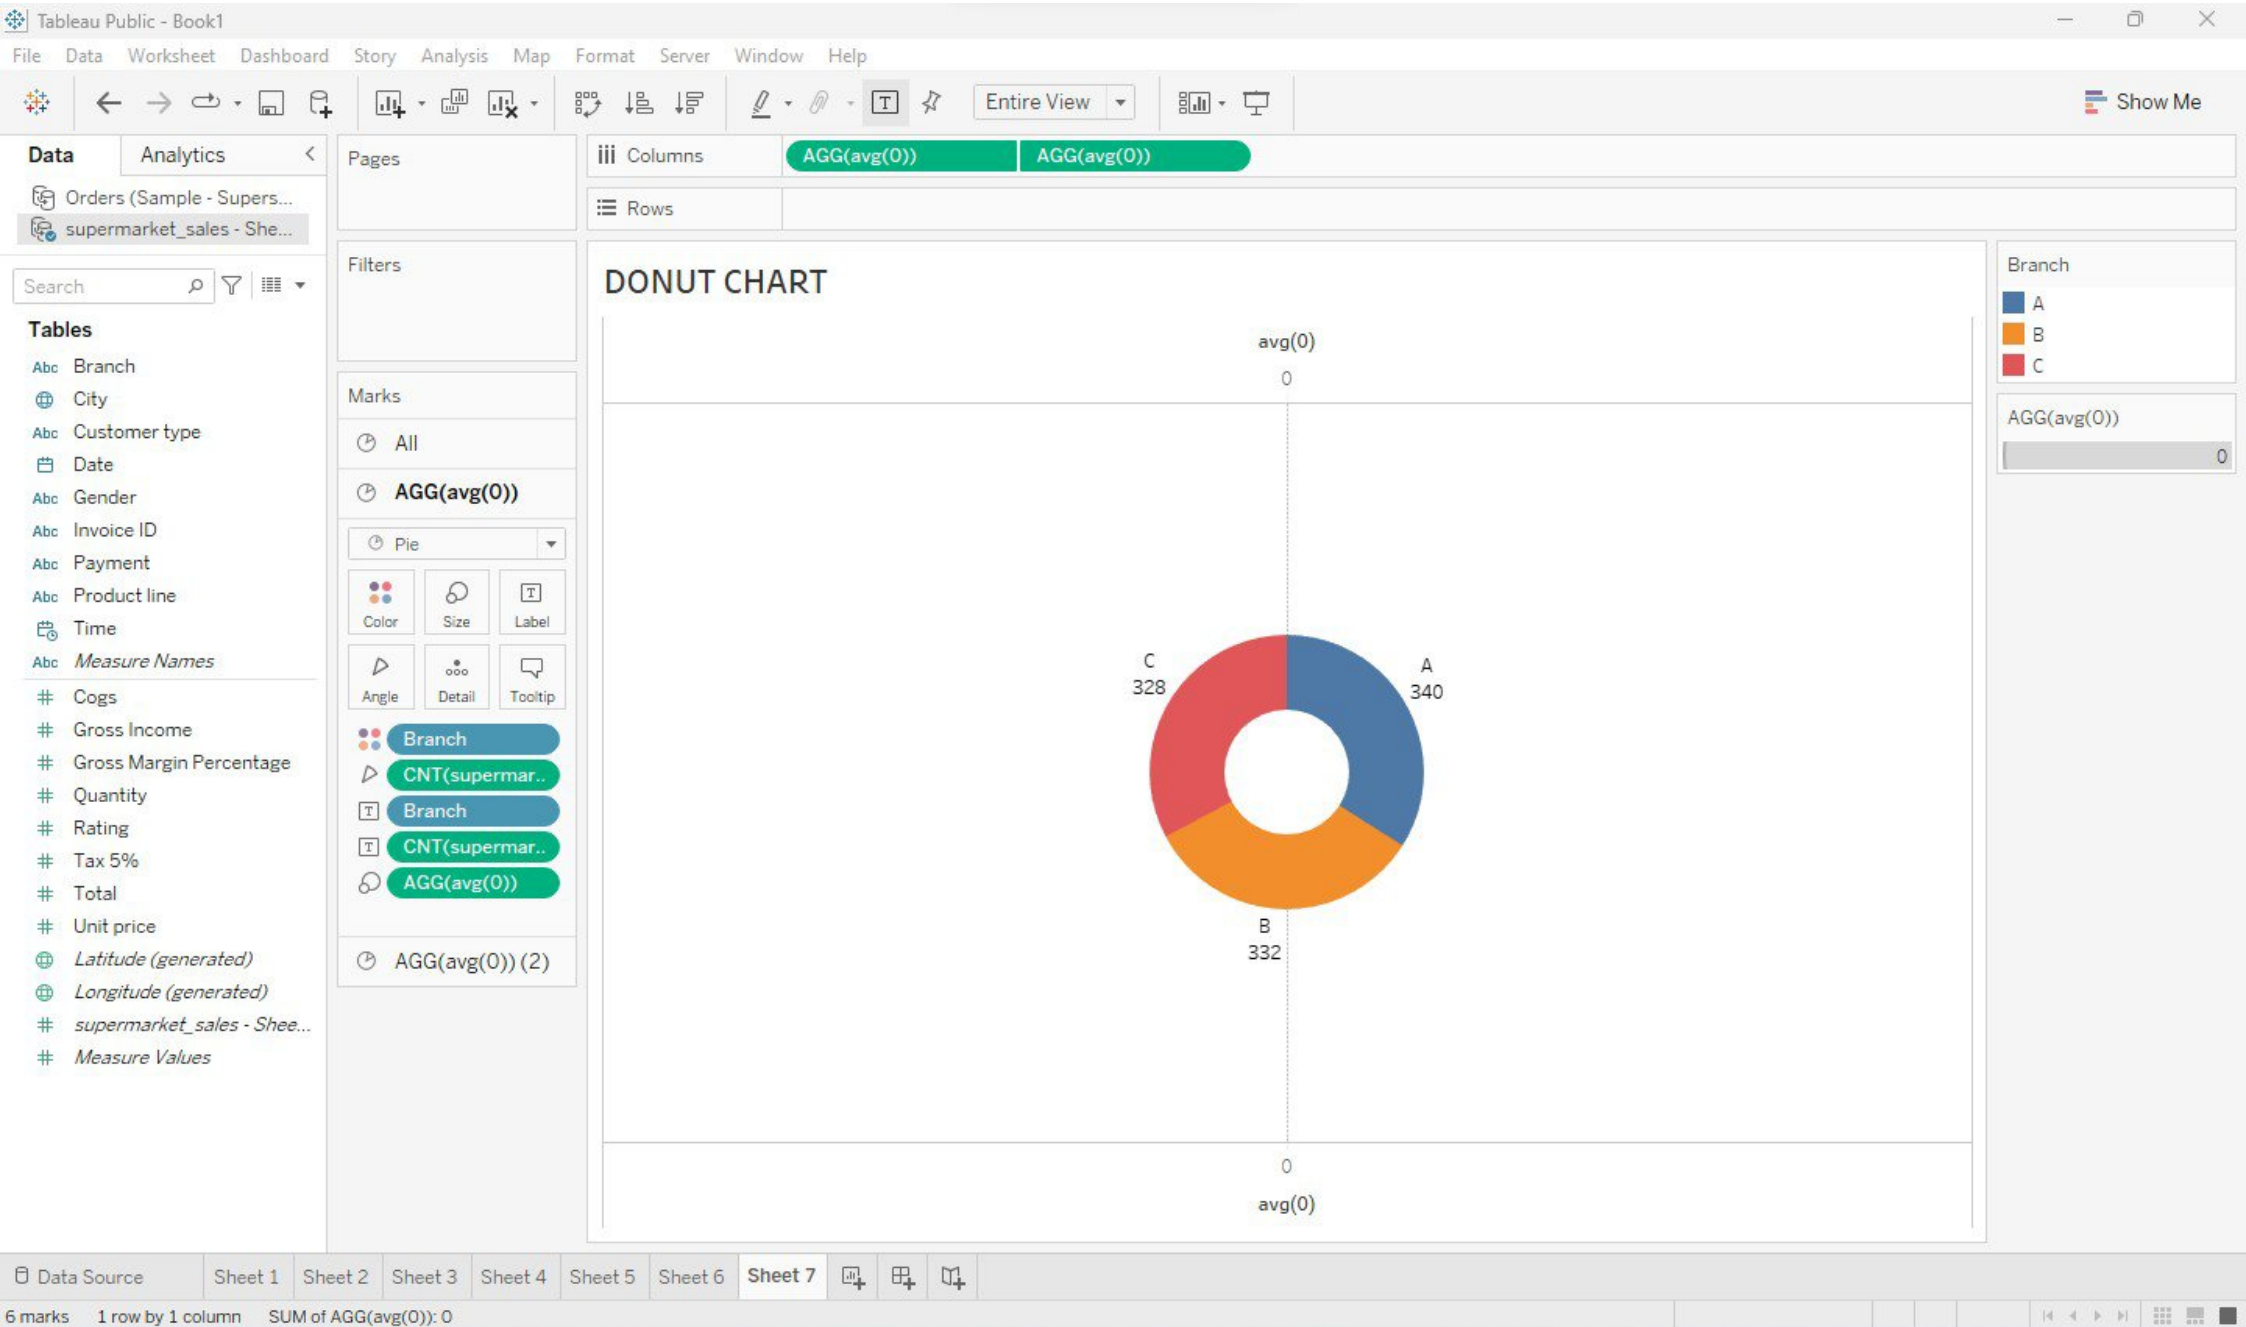 Tableau Public - Book1
File Data Worksheet Dashboard Story Analysis Map Format Server Window Help
Entire View
Show Me
Data Analytics
Orders (Sample - Supers...
supermarket_sales - She...
Search
Tables
Abc Branch
City
Abc Customer type
Date
Abc Gender
Abc Invoice ID
Abc Payment
Abc Product line
Time
Abc Measure Names
# Cogs
# Gross Income
# Gross Margin Percentage
# Quantity
# Rating
# Tax 5%
# Total
# Unit price
Latitude (generated)
Longitude (generated)
# supermarket_sales - Shee...
# Measure Values
Pages
Filters
Marks
All
AGG(avg(0))
Pie
Color Size T Label
Angle Detail Tooltip
Branch
CNT(supermar..
T Branch
T CNT(supermar..
AGG(avg(0))
AGG(avg(0)) (2)
Columns AGG(avg(0)) AGG(avg(0))
Rows
DONUT CHART
avg(0)
0
C
328
A
340
B
332
0
avg(0)
Branch
A
B
C
AGG(avg(0))
0
Data Source Sheet 1 Sheet 2 Sheet 3 Sheet 4 Sheet 5 Sheet 6 Sheet 7
6 marks 1 row by 1 column SUM of AGG(avg(0)): 0